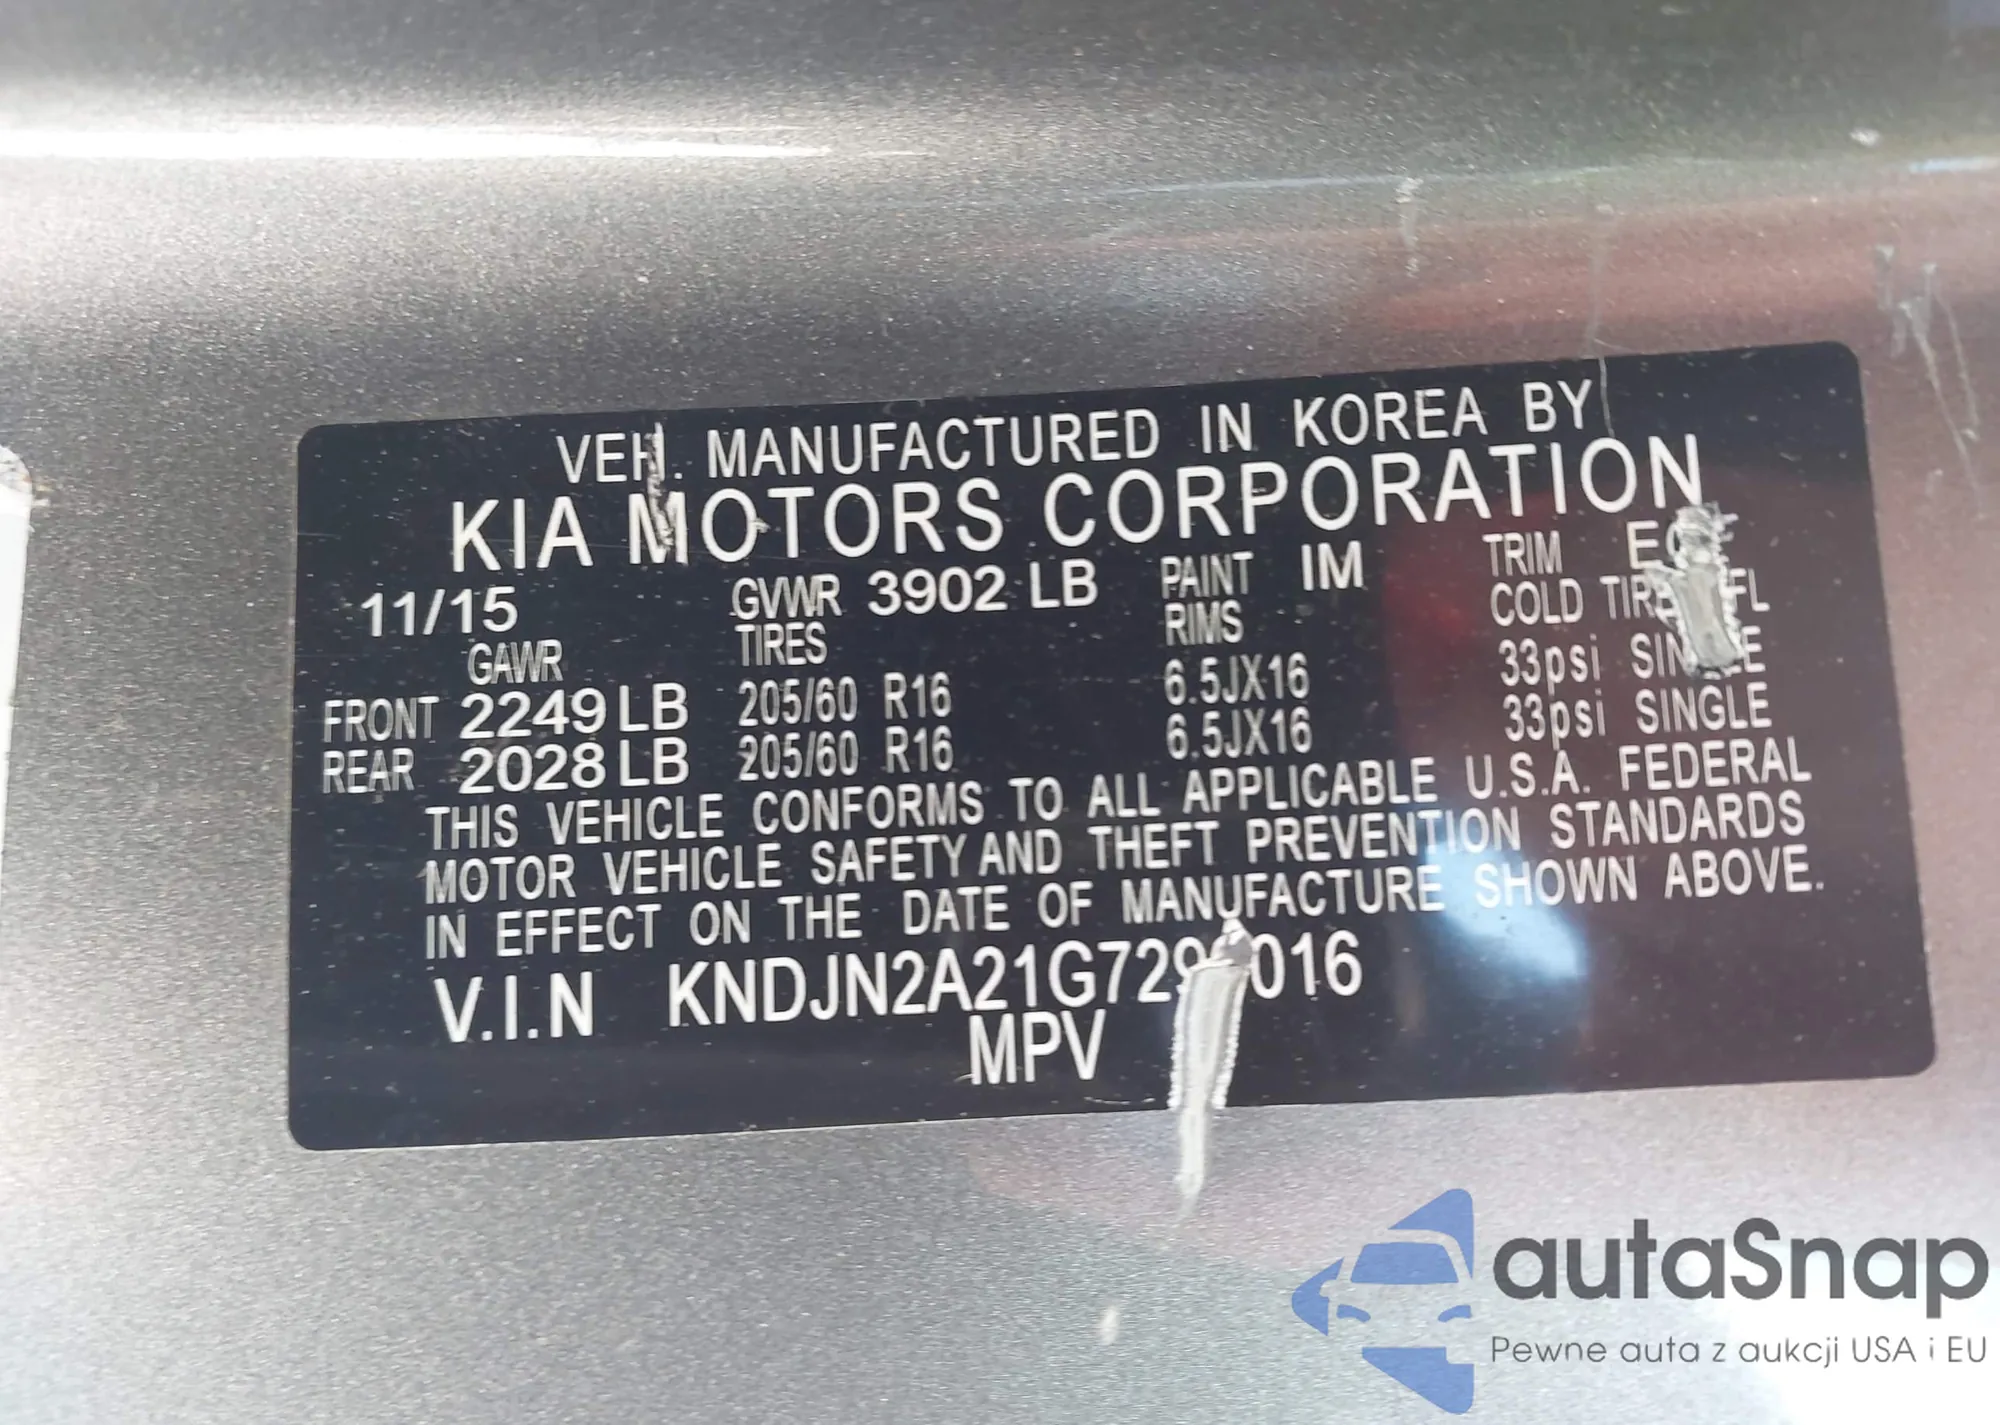 VEH. MANUFACTURED IN KOREA BY
KIA MOTORS CORPORATION
11/15 GVWR 3902 LB PAINT IM TRIM
GAWR TIRES RIMS COLD
FRONT 2249 LB 205/60 R16 6.5JX16 33psi
REAR 2028 LB 205/60 R16 6.5JX16 33psi SINGLE
THIS VEHICLE CONFORMS TO ALL APPLICABLE U.S.A. FEDERAL
MOTOR VEHICLE SAFETY AND THEFT PREVENTION STANDARDS
IN EFFECT ON THE DATE OF MANUFACTURE SHOWN ABOVE.
V.I.N
MPV
autaSnap
Pewne auta z aukcji USA i EU